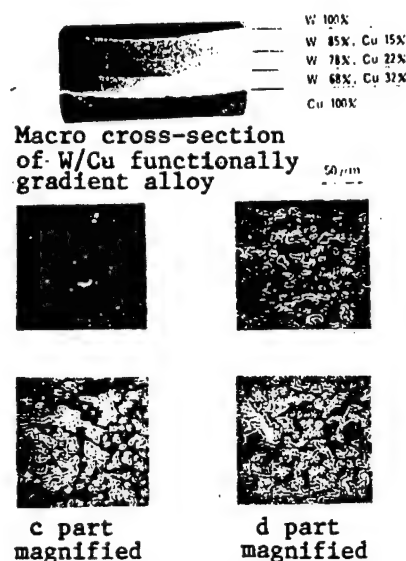 W 100%
W 85%, Cu 15%
W 78%, Cu 22%
W 68%, Cu 32%
Cu 100%
Macro cross-section
of W/Cu functionally
gradient alloy
50 μm
c part
magnified
d part
magnified